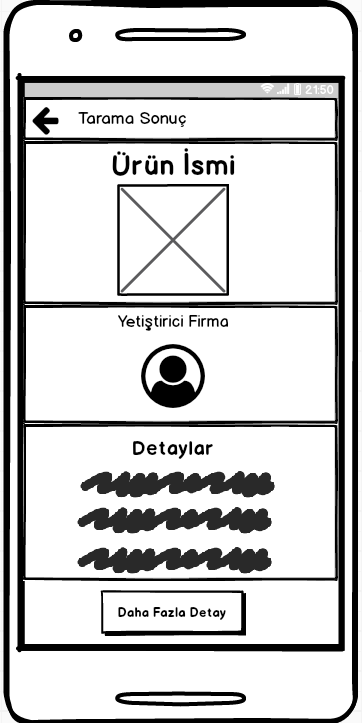 21:50
Tarama Sonuç
Ürün İsmi
Yetiştirici Firma
Detaylar
Daha Fazla Detay